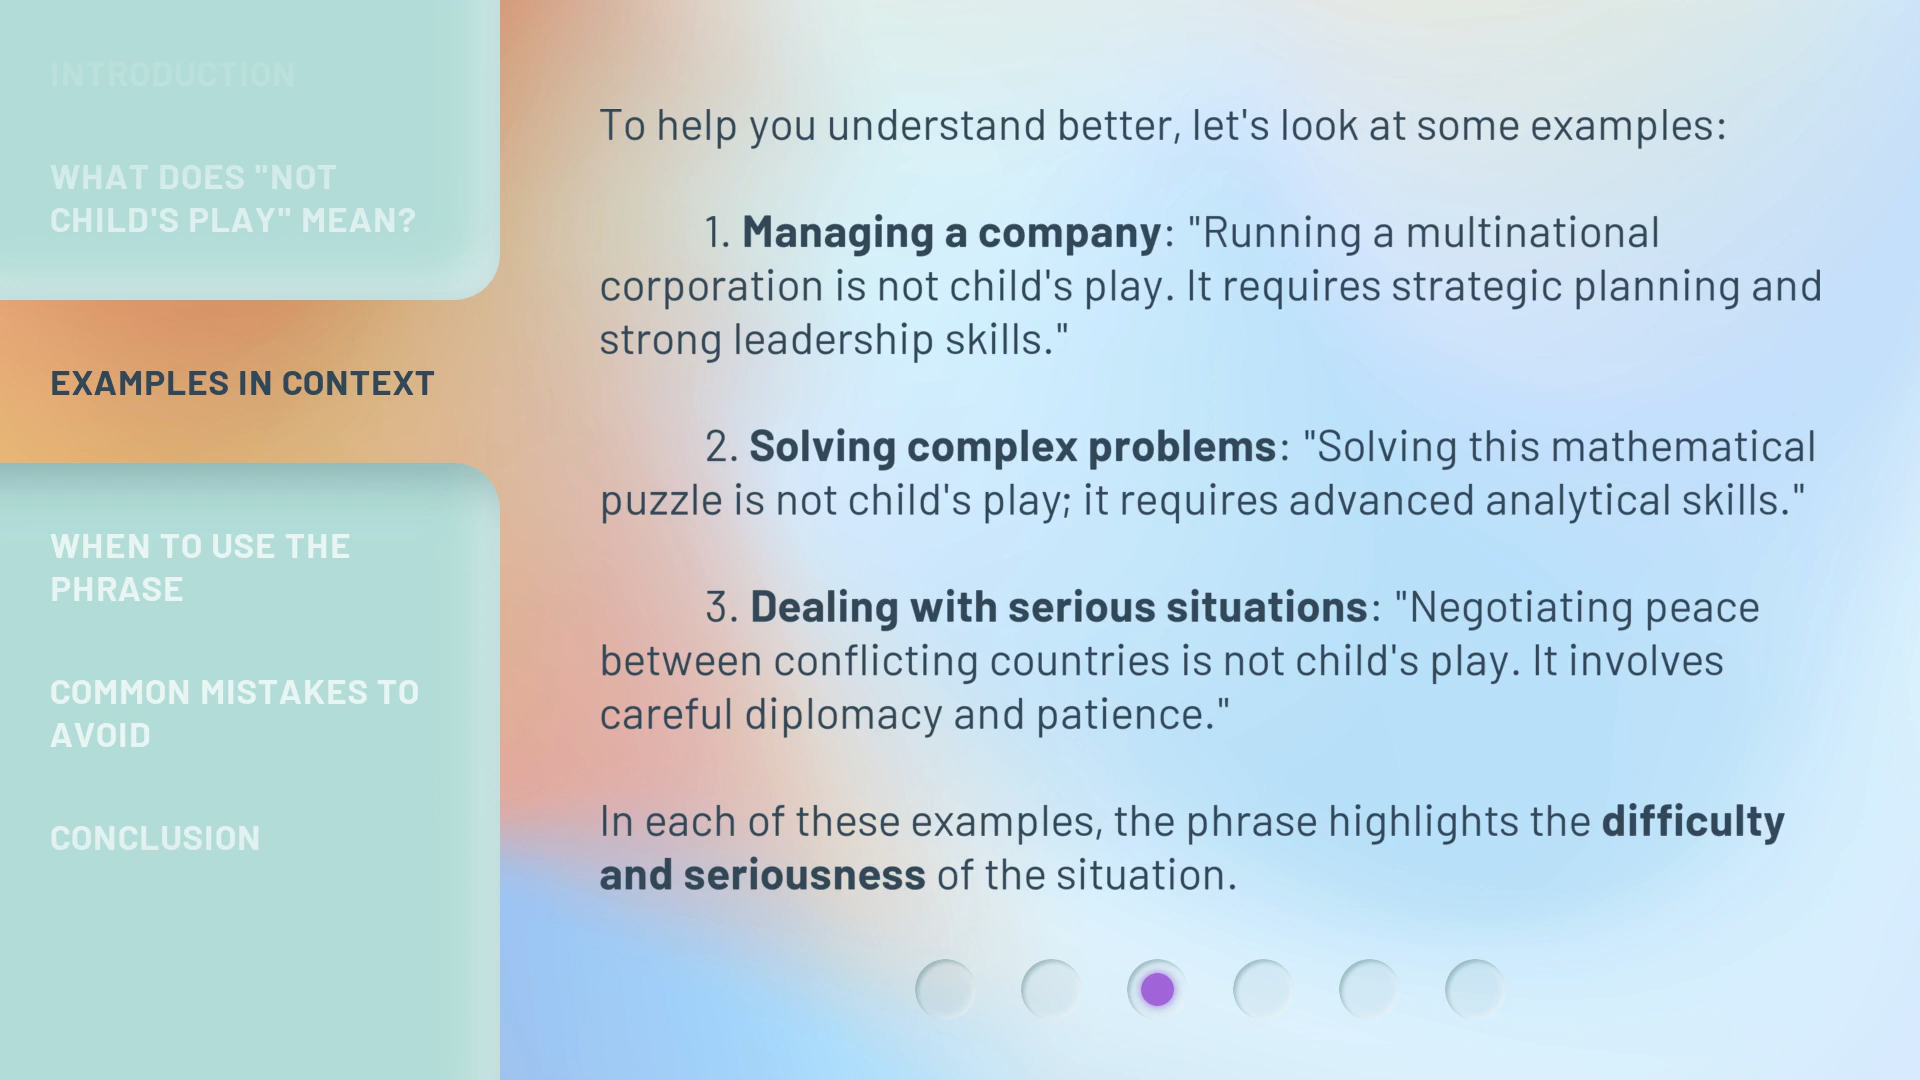 INTRODUCTION
WHAT DOES "NOT
CHILD'S PLAY" MEAN?
EXAMPLES IN CONTEXT
WHEN TO USE THE
PHRASE
COMMON MISTAKES TO
AVOID
CONCLUSION
To help you understand better, let's look at some examples:
1. Managing a company: "Running a multinational
corporation is not child's play. It requires strategic planning and
strong leadership skills."
2. Solving complex problems: "Solving this mathematical
puzzle is not child's play; it requires advanced analytical skills."
3. Dealing with serious situations: "Negotiating peace
between conflicting countries is not child's play. It involves
careful diplomacy and patience."
In each of these examples, the phrase highlights the difficulty
and seriousness of the situation.